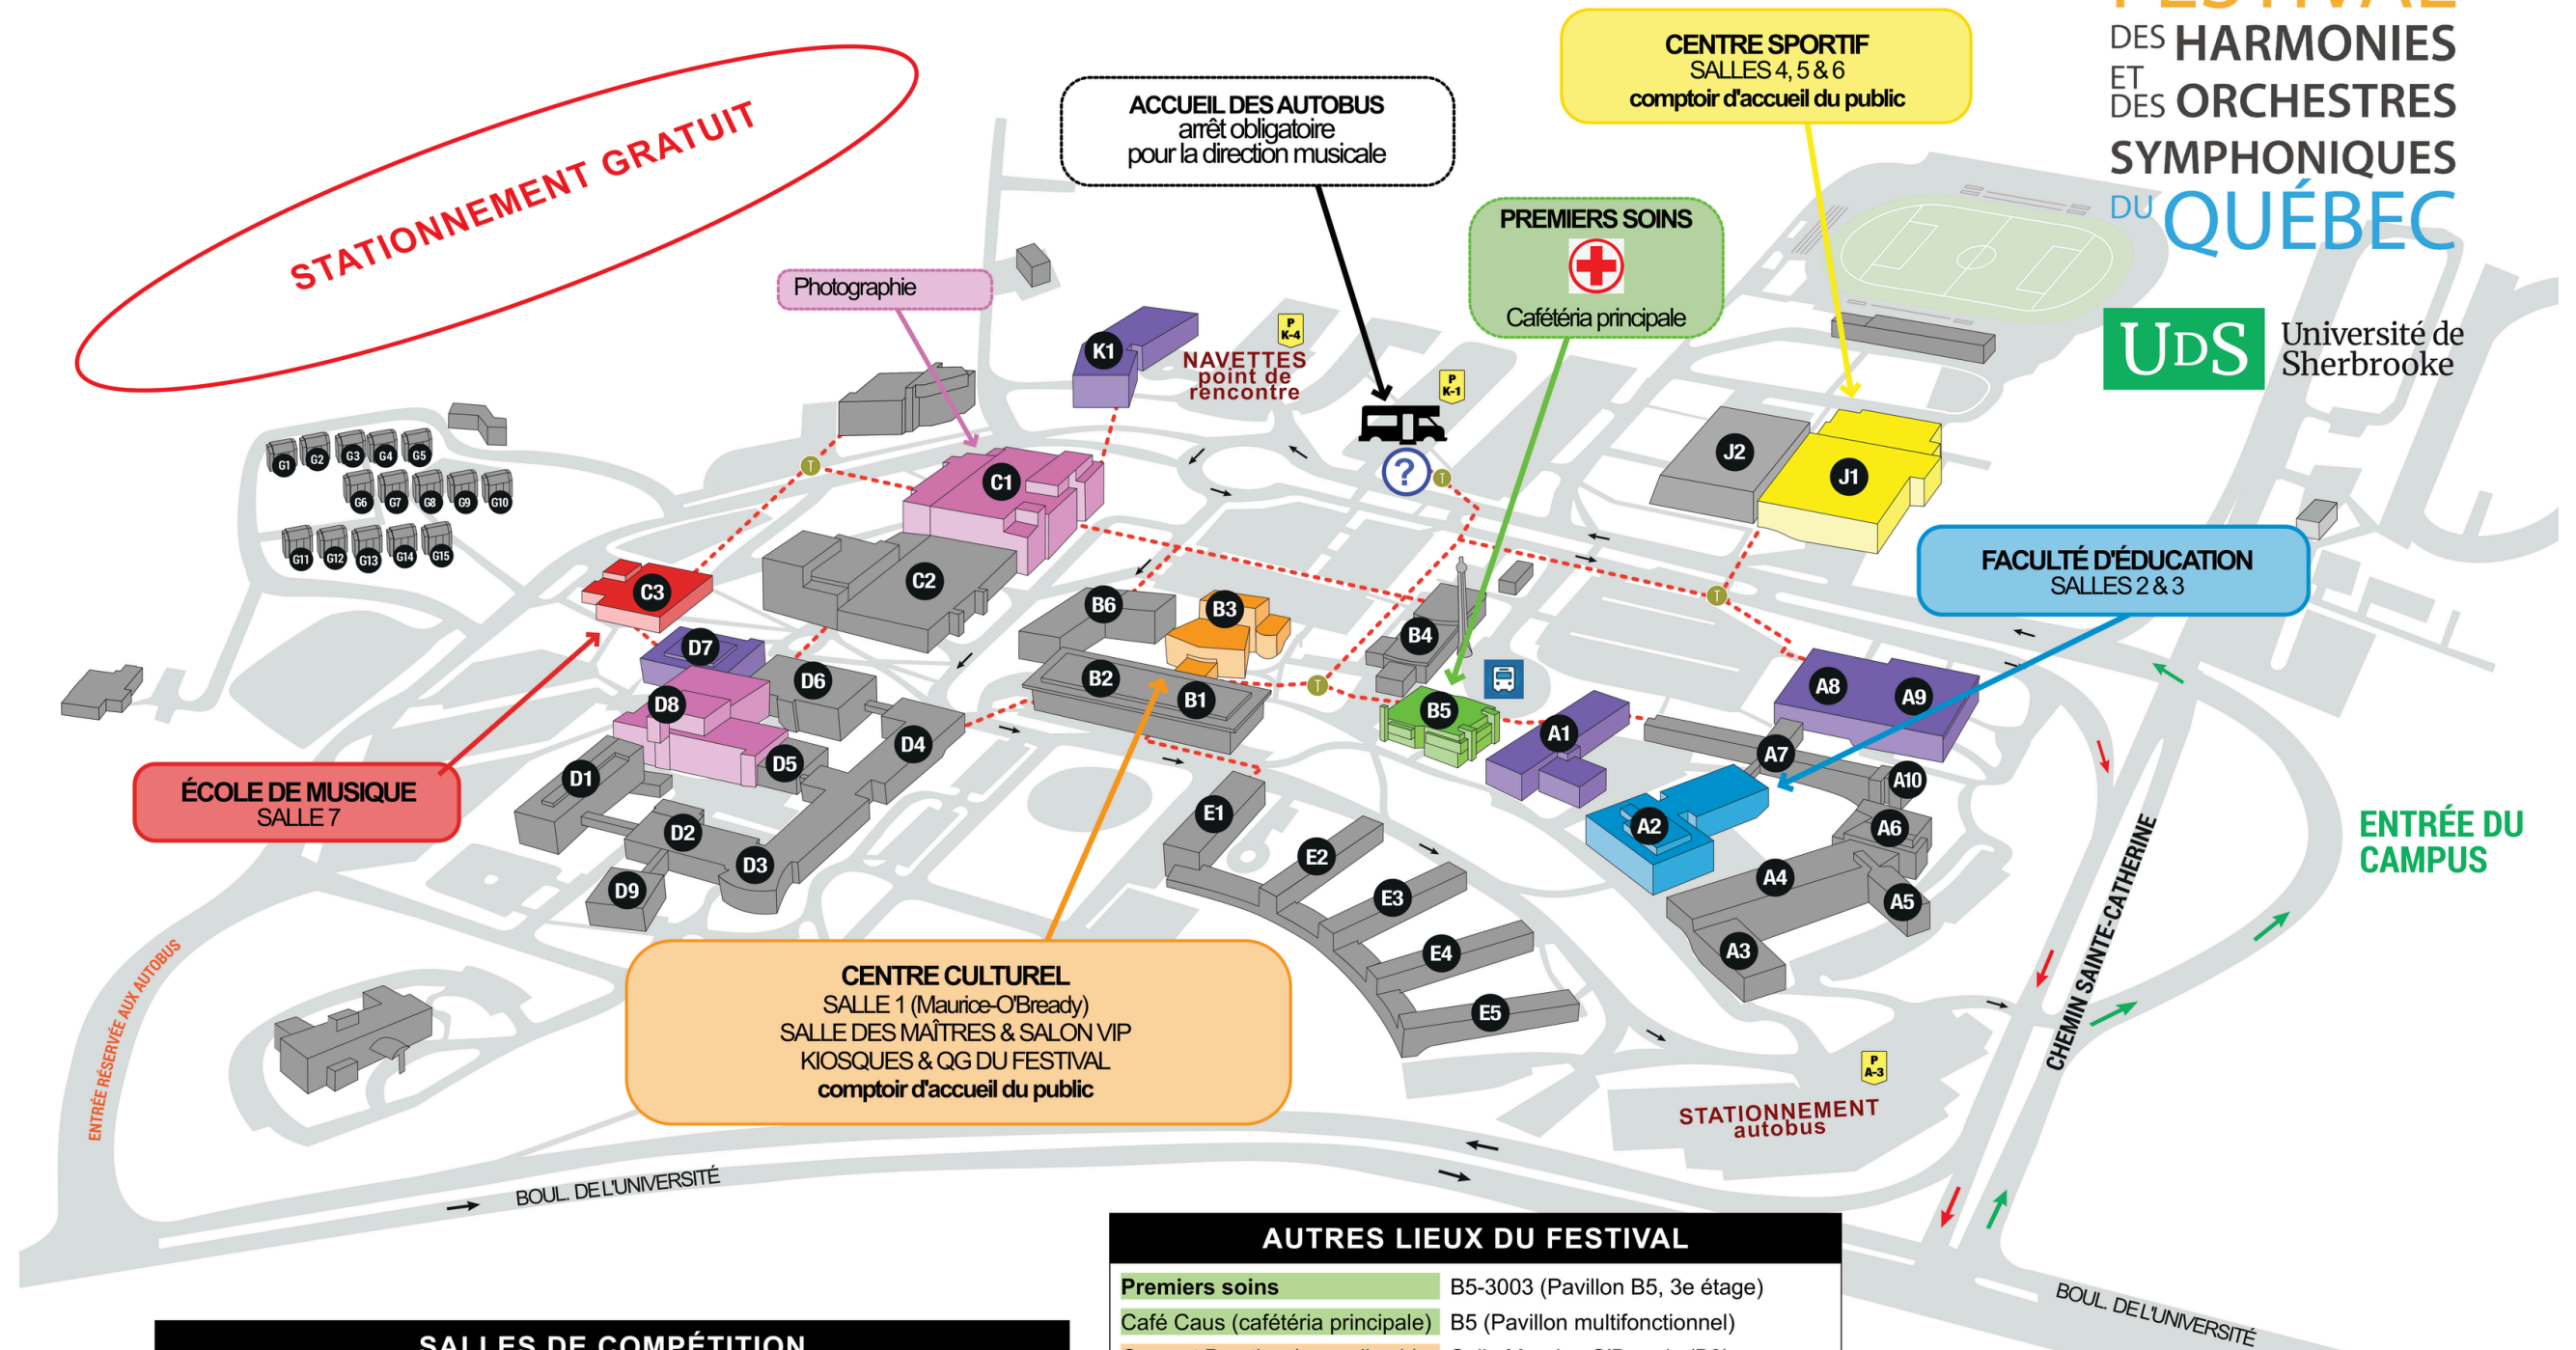 FESTIVAL
DES HARMONIES
ET
DES ORCHESTRES
SYMPHONIQUES
DU QUÉBEC
UDS Université de
Sherbrooke
STATIONNEMENT GRATUIT
ACCUEIL DES AUTOBUS
arrêt obligatoire
pour la direction musicale
CENTRE SPORTIF
SALLES 4, 5 & 6
comptoir d'accueil du public
PREMIERS SOINS
Cafétéria principale
Photographie
K1
P
K-4
NAVETTES
point de
rencontre
P
K-1
?
G1
G2
G3
G4
G5
G6
G7
G8
G9
G10
G11
G12
G13
G14
G15
T
T
T
T
C1
C2
C3
J2
J1
FACULTÉ D'ÉDUCATION
SALLES 2 & 3
B6
B3
B4
B2
B1
B5
D7
D6
D8
D4
D5
D1
D2
D3
D9
A8
A9
A1
A7
A10
A2
A6
A4
A5
A3
E1
E2
E3
E4
E5
ÉCOLE DE MUSIQUE
SALLE 7
ENTRÉE DU
CAMPUS
CHEMIN SAINTE-CATHERINE
ENTRÉE RÉSERVÉE AUX AUTOBUS
CENTRE CULTUREL
SALLE 1 (Maurice-O'Bready)
SALLE DES MAÎTRES & SALON VIP
KIOSQUES & QG DU FESTIVAL
comptoir d'accueil du public
P
A-3
STATIONNEMENT
autobus
BOUL. DE L'UNIVERSITÉ
BOUL. DE L'UNIVERSITÉ
AUTRES LIEUX DU FESTIVAL
Premiers soins B5-3003 (Pavillon B5, 3e étage)
Café Caus (cafétéria principale) B5 (Pavillon multifonctionnel)
SALLES DE COMPÉTITION